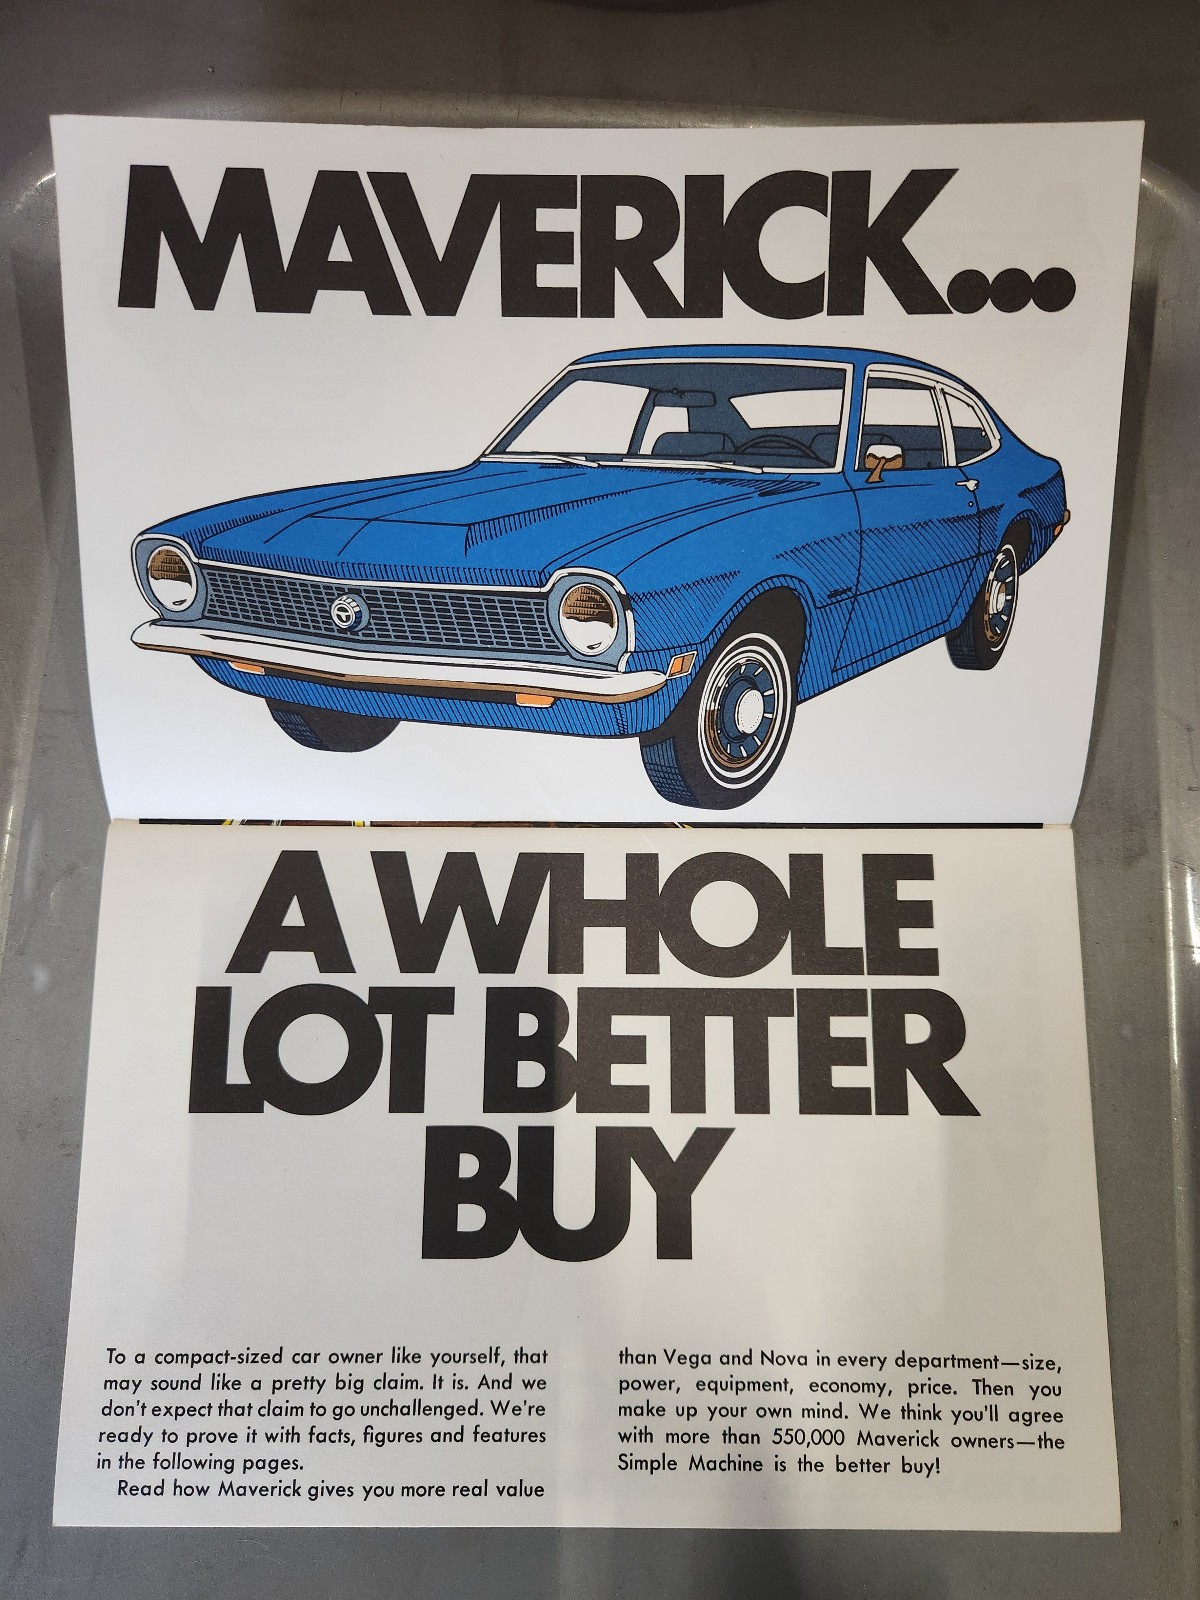 MAVERICK...
A WHOLE
LOT BETTER
BUY
To a compact-sized car owner like yourself, that
may sound like a pretty big claim. It is. And we
don't expect that claim to go unchallenged. We're
ready to prove it with facts, figures and features
in the following pages.
Read how Maverick gives you more real value
than Vega and Nova in every department—size,
power, equipment, economy, price. Then you
make up your own mind. We think you'll agree
with more than 550,000 Maverick owners—the
Simple Machine is the better buy!